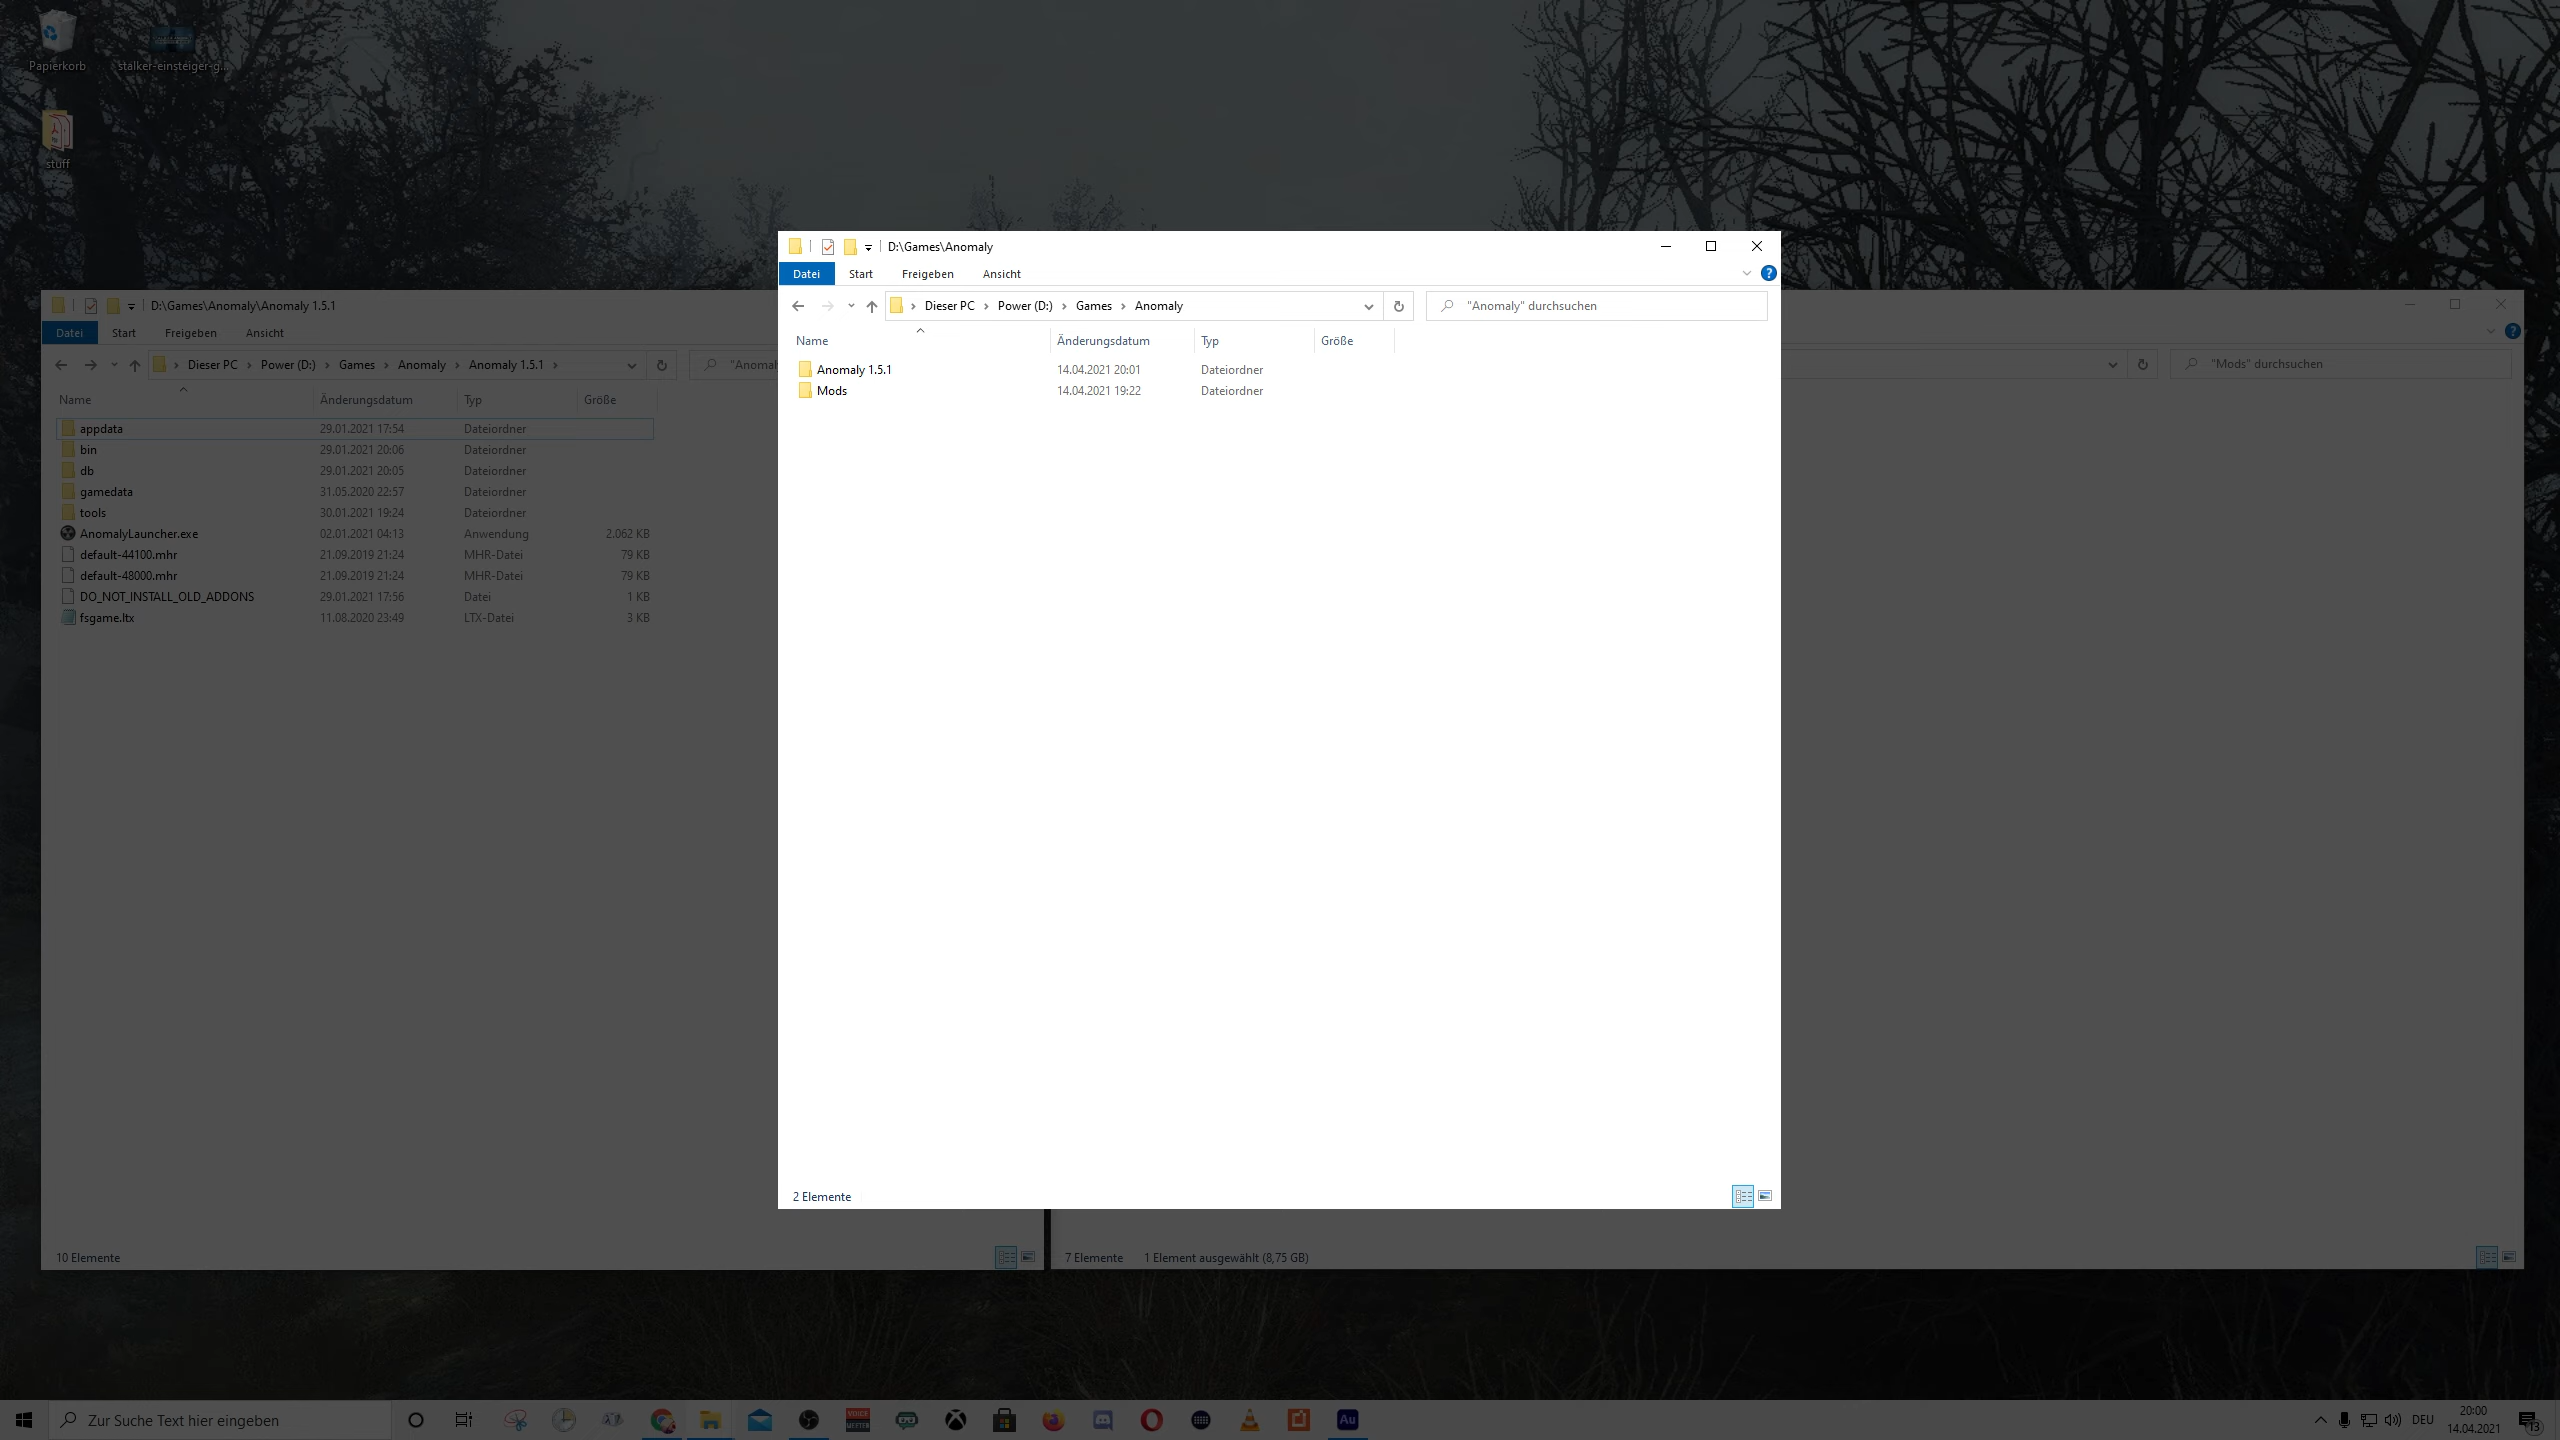 Papierkorb
stalker-einsteiger-g...
stuff
D:\Games\Anomaly\Anomaly 1.5.1
Datei Start Freigeben Ansicht
Dieser PC Power (D:) Games Anomaly Anomaly 1.5.1
"Anomal
Name Änderungsdatum Typ Größe
appdata 29.01.2021 17:54 Dateiordner
bin 29.01.2021 20:06 Dateiordner
db 29.01.2021 20:05 Dateiordner
gamedata 31.05.2020 22:57 Dateiordner
tools 30.01.2021 19:24 Dateiordner
AnomalyLauncher.exe 02.01.2021 04:13 Anwendung 2.062 KB
default-44100.mhr 21.09.2019 21:24 MHR-Datei 79 KB
default-48000.mhr 21.09.2019 21:24 MHR-Datei 79 KB
DO_NOT_INSTALL_OLD_ADDONS 29.01.2021 17:56 Datei 1 KB
fsgame.ltx 11.08.2020 23:49 LTX-Datei 3 KB
10 Elemente
D:\Games\Anomaly
Datei Start Freigeben Ansicht
Dieser PC Power (D:) Games Anomaly
"Anomaly" durchsuchen
Name Änderungsdatum Typ Größe
Anomaly 1.5.1 14.04.2021 20:01 Dateiordner
Mods 14.04.2021 19:22 Dateiordner
2 Elemente
"Mods" durchsuchen
7 Elemente 1 Element ausgewählt (8,75 GB)
Zur Suche Text hier eingeben
VOICE
MEETER
Au
DEU
20:00
14.04.2021
13